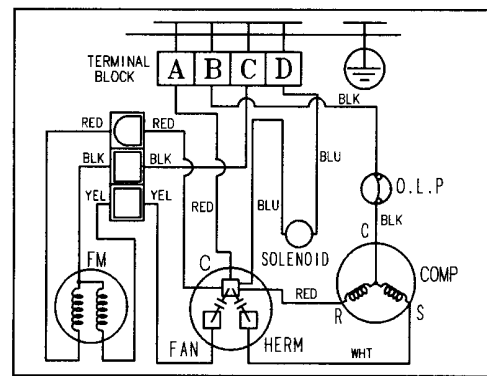 TERMINAL BLOCK
A B C D
BLK
RED RED
BLK BLK
YEL YEL
BLU
RED
BLU
O.L.P
BLK
C
SOLENOID
COMP
FM
C
RED
R S
FAN HERM
WHT